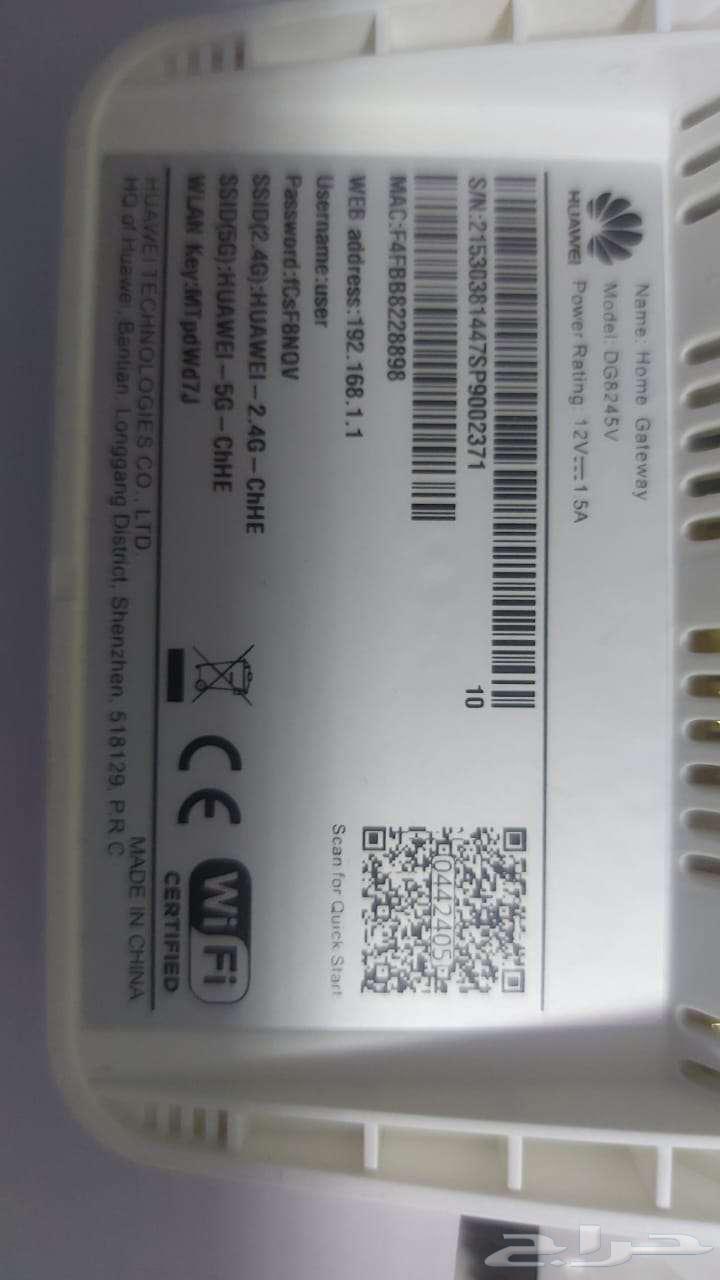 HUAWEI
Name: Home Gateway
Model: DG8245V
Power Rating: 12V⎓1.5A
S/N:21530381447SP9002371
10
MAC:F4FBB8228898
WEB address:192.168.1.1
Username:user
Password:fCsF8NQV
SSID(2.4G):HUAWEI-2.4G-ChHE
SSID(5G):HUAWEI-5G-ChHE
WLAN Key:MTpdWd7J
0442405
Scan for Quick Start
CE
Wi Fi
CERTIFIED
HUAWEI TECHNOLOGIES CO., LTD.
HQ of Huawei, Bantian, Longgang District, Shenzhen, 518129, P.R.C
MADE IN CHINA
حراج